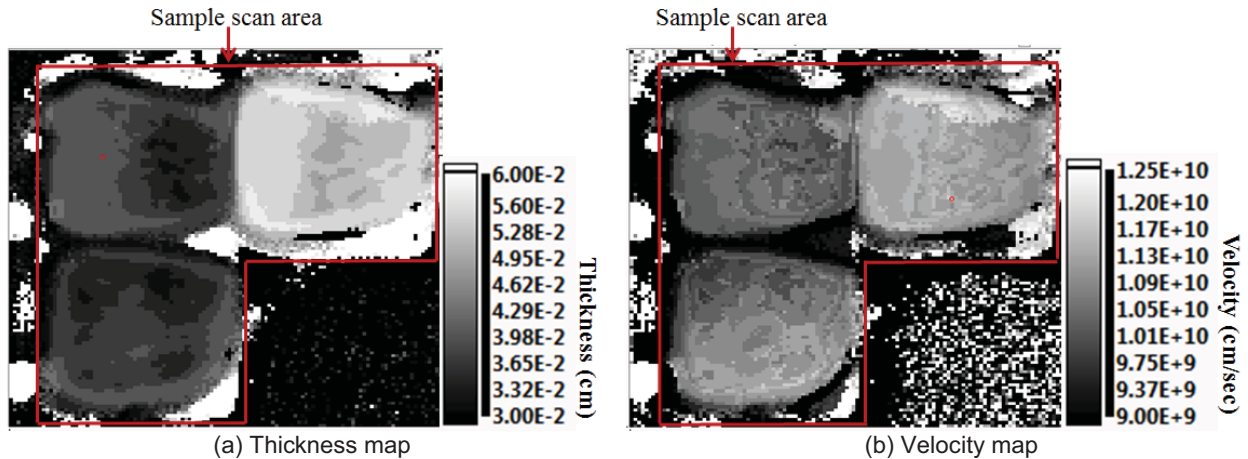 Sample scan area
6.00E-2
5.60E-2
5.28E-2
4.95E-2
4.62E-2
4.29E-2
3.98E-2
3.65E-2
3.32E-2
3.00E-2
Thickness (cm)
(a) Thickness map
Sample scan area
1.25E+10
1.20E+10
1.17E+10
1.13E+10
1.09E+10
1.05E+10
1.01E+10
9.75E+9
9.37E+9
9.00E+9
Velocity (cm/sec)
(b) Velocity map